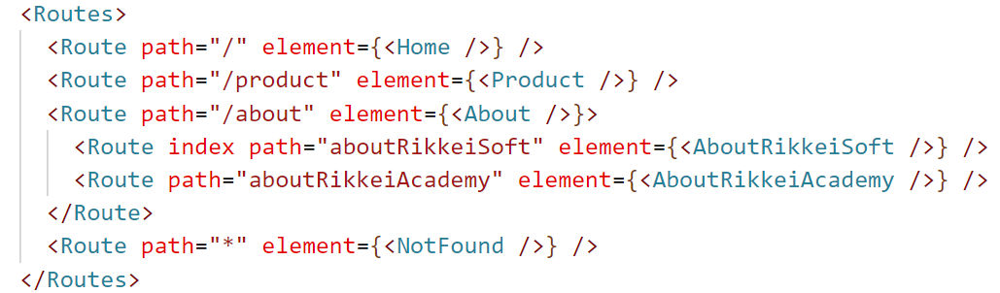 <Routes>
<Route path="/" element={<Home />} />
<Route path="/product" element={<Product />} />
<Route path="/about" element={<About />}>
<Route index path="aboutRikkeiSoft" element={<AboutRikkeiSoft />} />
<Route path="aboutRikkeiAcademy" element={<AboutRikkeiAcademy />} />
</Route>
<Route path="*" element={<NotFound />} />
</Routes>